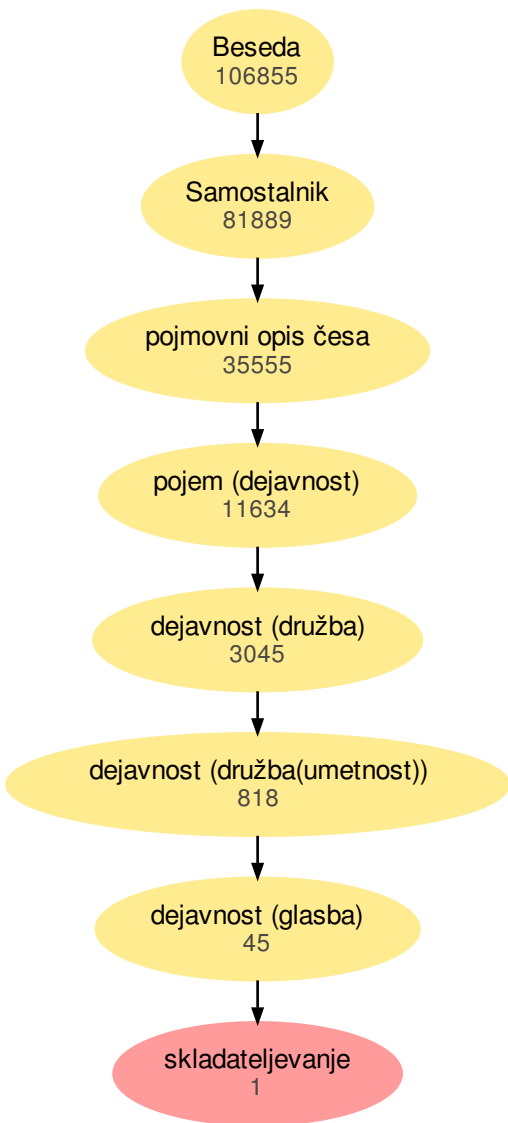 Beseda
106855
Samostalnik
81889
pojmovni opis česa
35555
pojem (dejavnost)
11634
dejavnost (družba)
3045
dejavnost (družba(umetnost))
818
dejavnost (glasba)
45
skladateljevanje
1